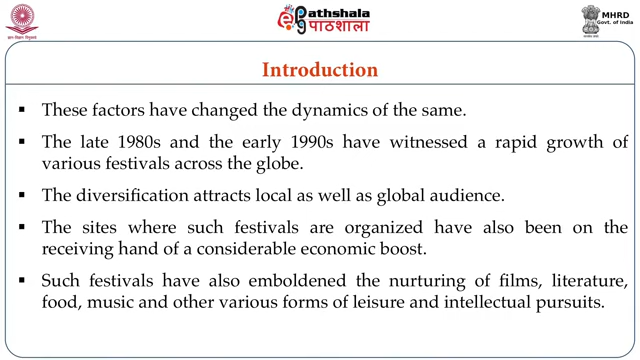 ePathshala
पाठशाला
MHRD
Govt. of India
Introduction
▪ These factors have changed the dynamics of the same.
▪ The late 1980s and the early 1990s have witnessed a rapid growth of
various festivals across the globe.
▪ The diversification attracts local as well as global audience.
▪ The sites where such festivals are organized have also been on the
receiving hand of a considerable economic boost.
▪ Such festivals have also emboldened the nurturing of films, literature,
food, music and other various forms of leisure and intellectual pursuits.